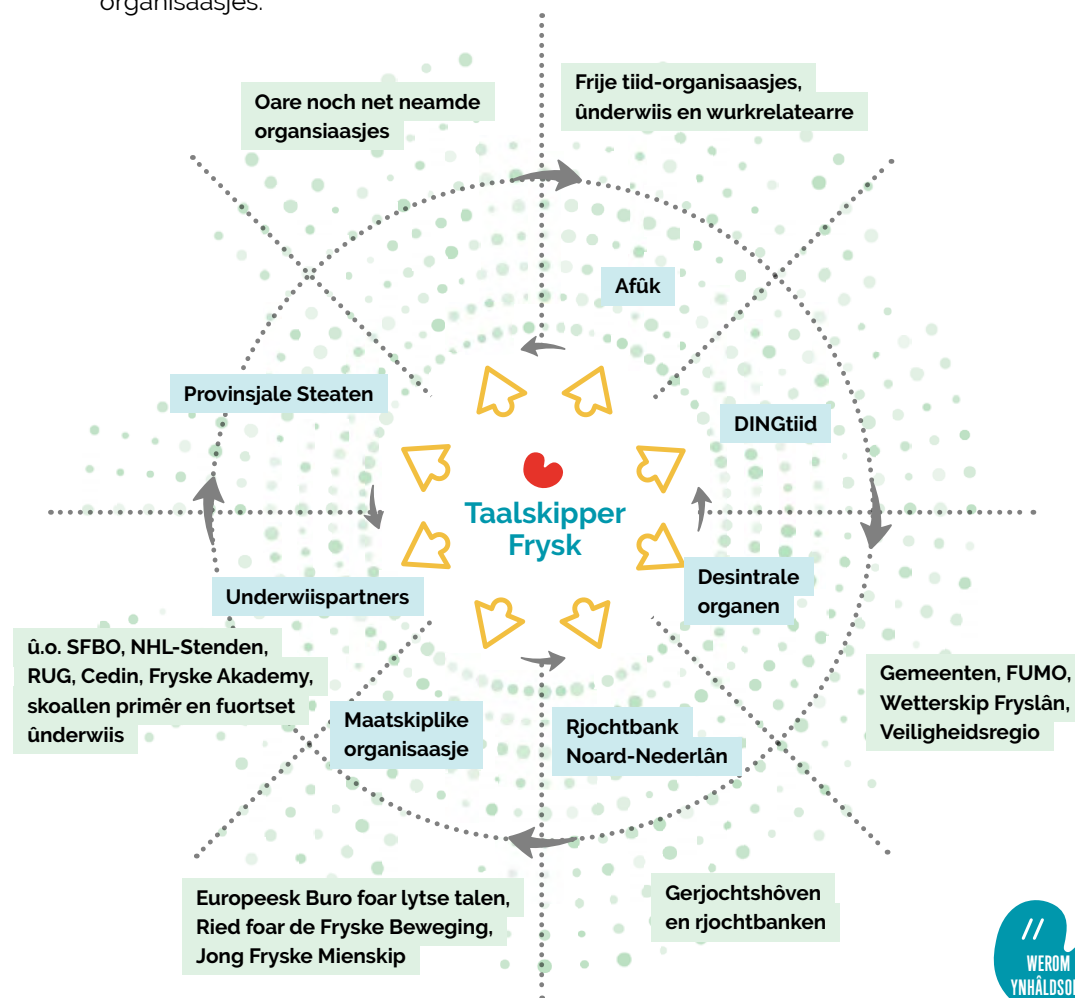 organisaasjes.
Oare noch net neamde
organsiaasjes
Frije tiid-organisaasjes,
ûnderwiis en wurkrelatearre
Afûk
Provinsjale Steaten
DINGtiid
Taalskipper
Frysk
Desintrale
organen
Underwiispartners
û.o. SFBO, NHL-Stenden,
RUG, Cedin, Fryske Akademy,
skoallen primêr en fuortset
ûnderwiis
Gemeenten, FUMO,
Wetterskip Fryslân,
Veiligheidsregio
Maatskiplike
organisaasje
Rjochtbank
Noard-Nederlân
Europeesk Buro foar lytse talen,
Ried foar de Fryske Beweging,
Jong Fryske Mienskip
Gerjochtshôven
en rjochtbanken
//
WEROM